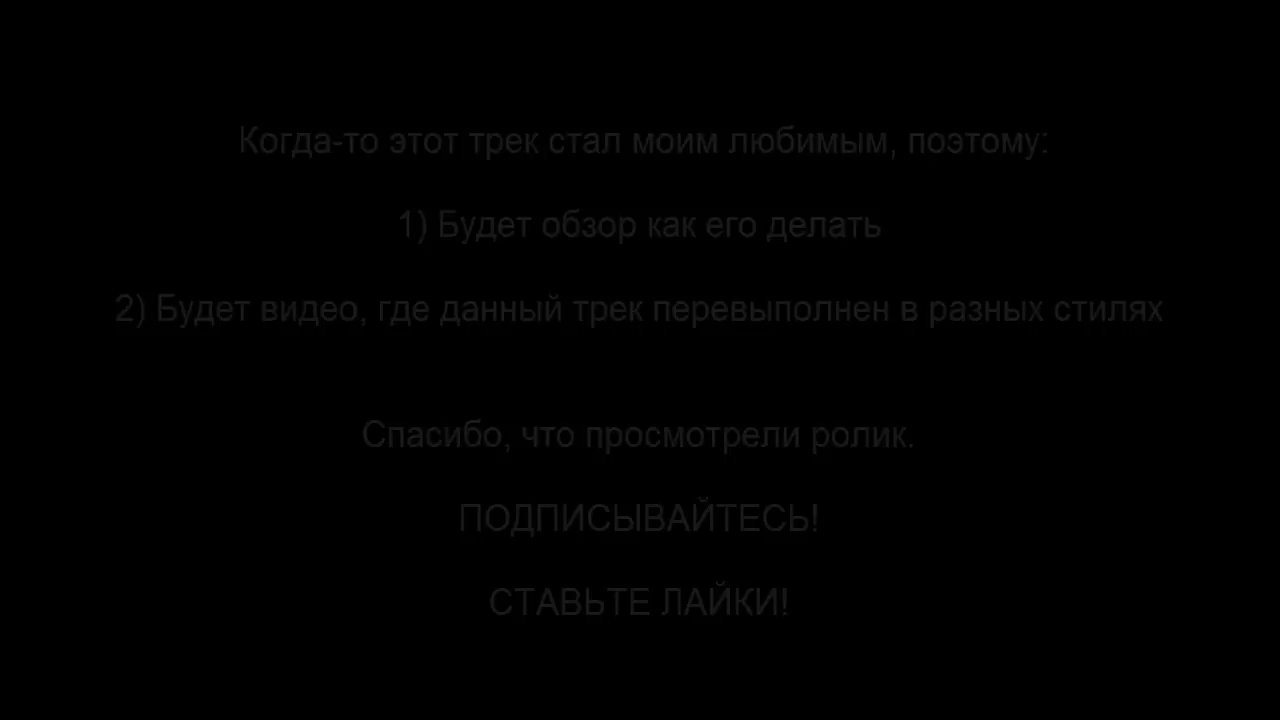 Когда-то этот трек стал моим любимым, поэтому:
1) Будет обзор как его делать
2) Будет видео, где данный трек перевыполнен в разных стилях
Спасибо, что просмотрели ролик.
ПОДПИСЫВАЙТЕСЬ!
СТАВЬТЕ ЛАЙКИ!